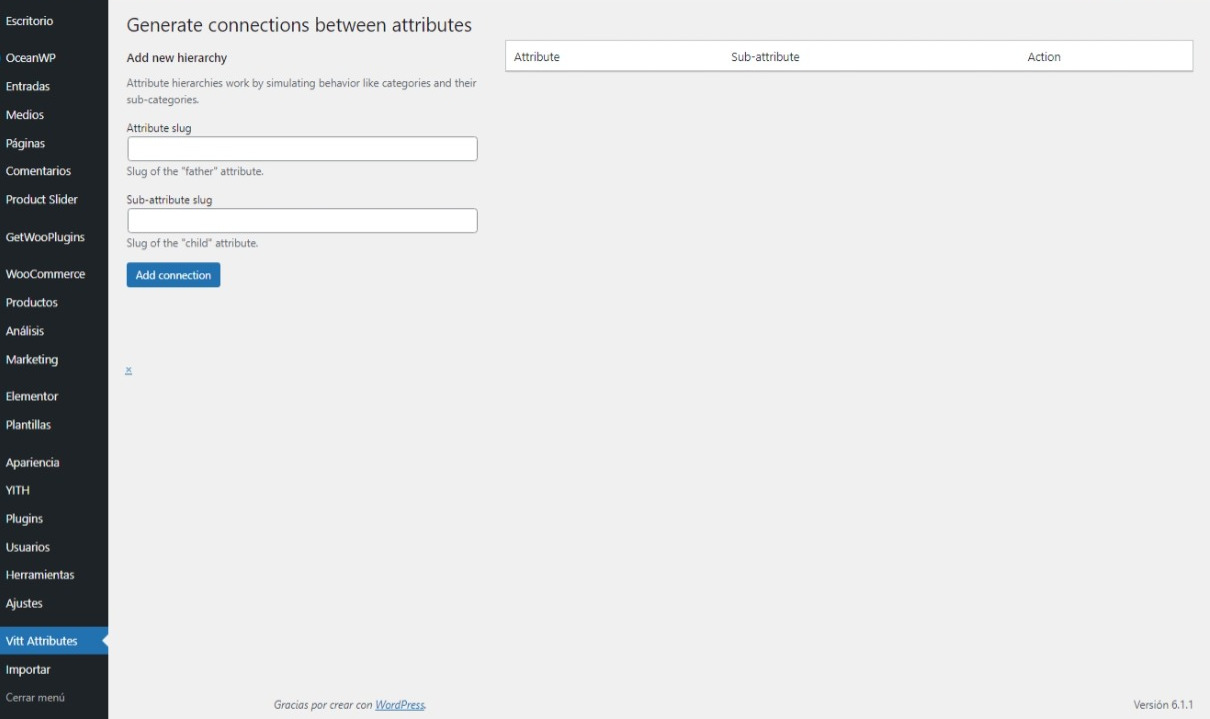 Escritorio
OceanWP
Entradas
Medios
Páginas
Comentarios
Product Slider
GetWooPlugins
WooCommerce
Productos
Análisis
Marketing
Elementor
Plantillas
Apariencia
YITH
Plugins
Usuarios
Herramientas
Ajustes
Vitt Attributes
Importar
Cerrar menú
Generate connections between attributes
Add new hierarchy
Attribute hierarchies work by simulating behavior like categories and their
sub-categories.
Attribute slug
Slug of the "father" attribute.
Sub-attribute slug
Slug of the "child" attribute.
Add connection
×
Attribute Sub-attribute Action
Gracias por crear con WordPress.
Versión 6.1.1